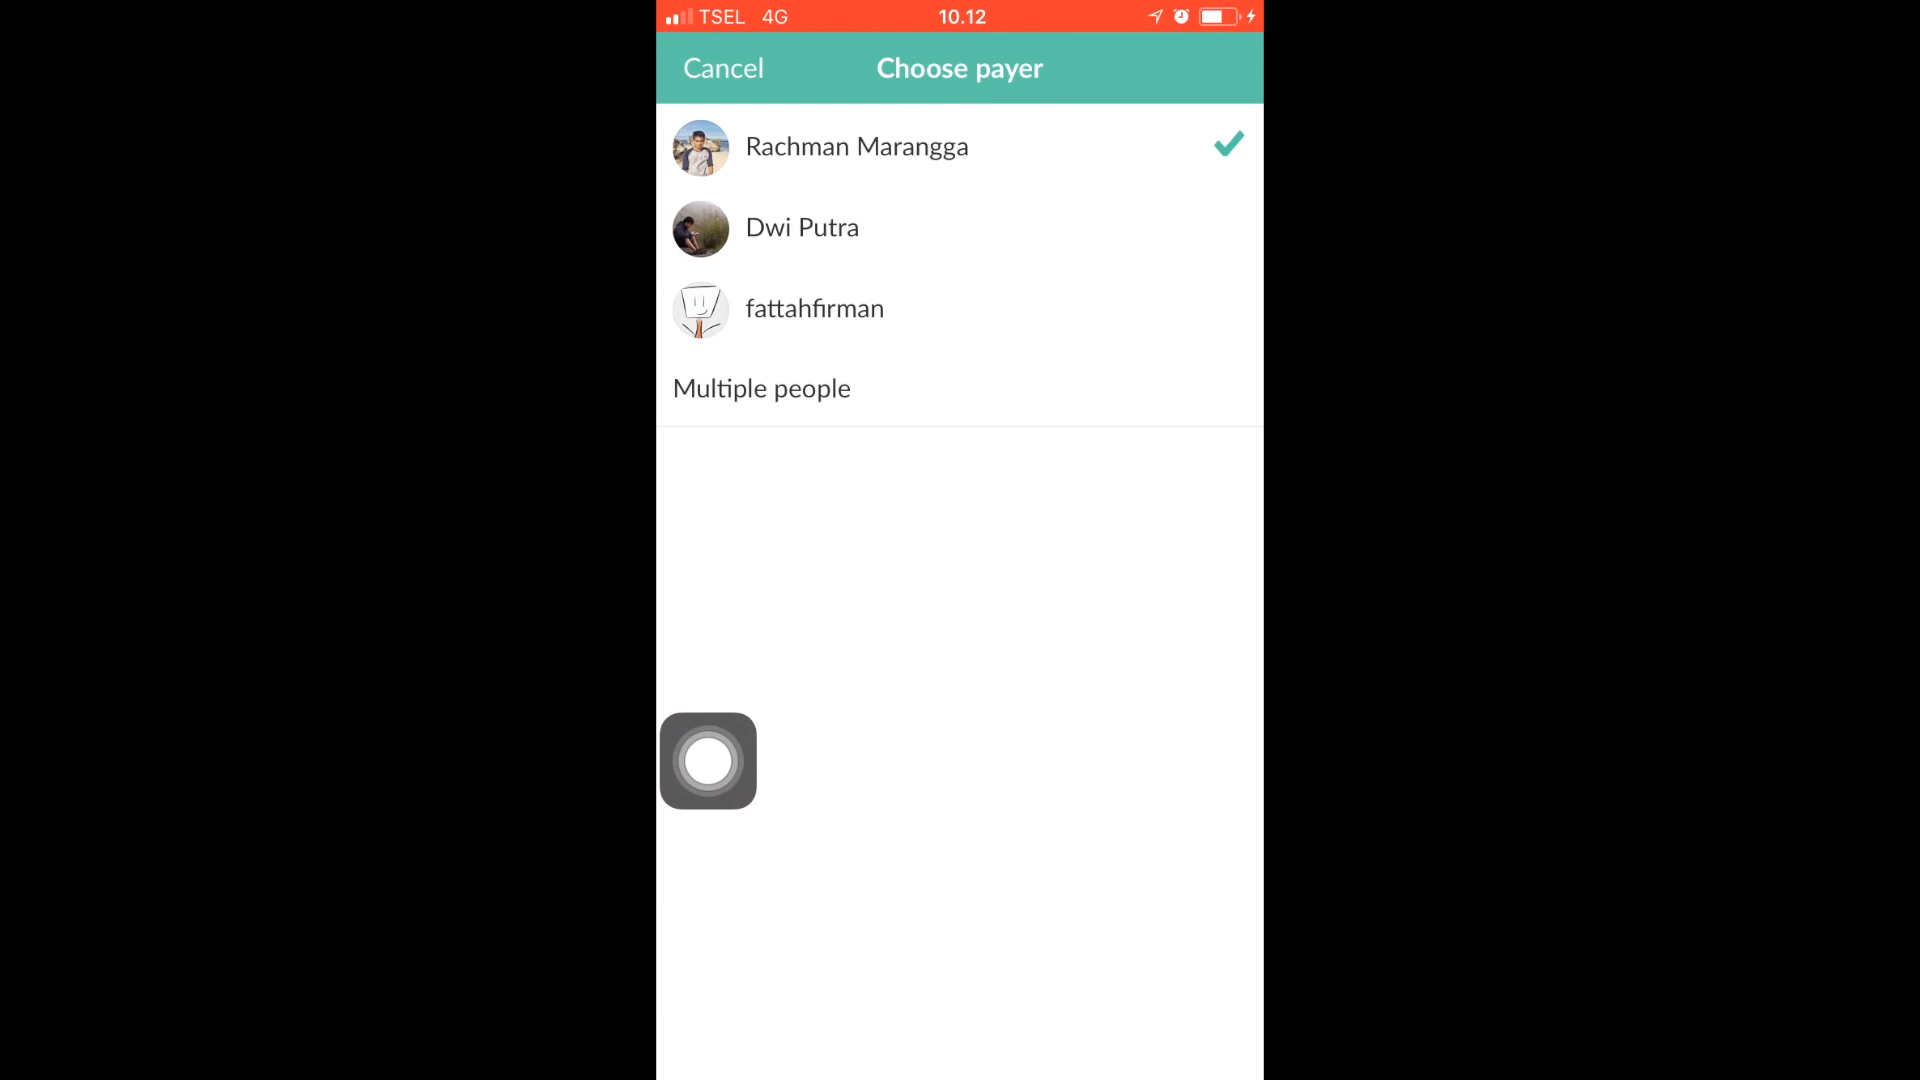 TSEL 4G 10.12
Cancel Choose payer
Rachman Marangga
Dwi Putra
fattahfirman
Multiple people